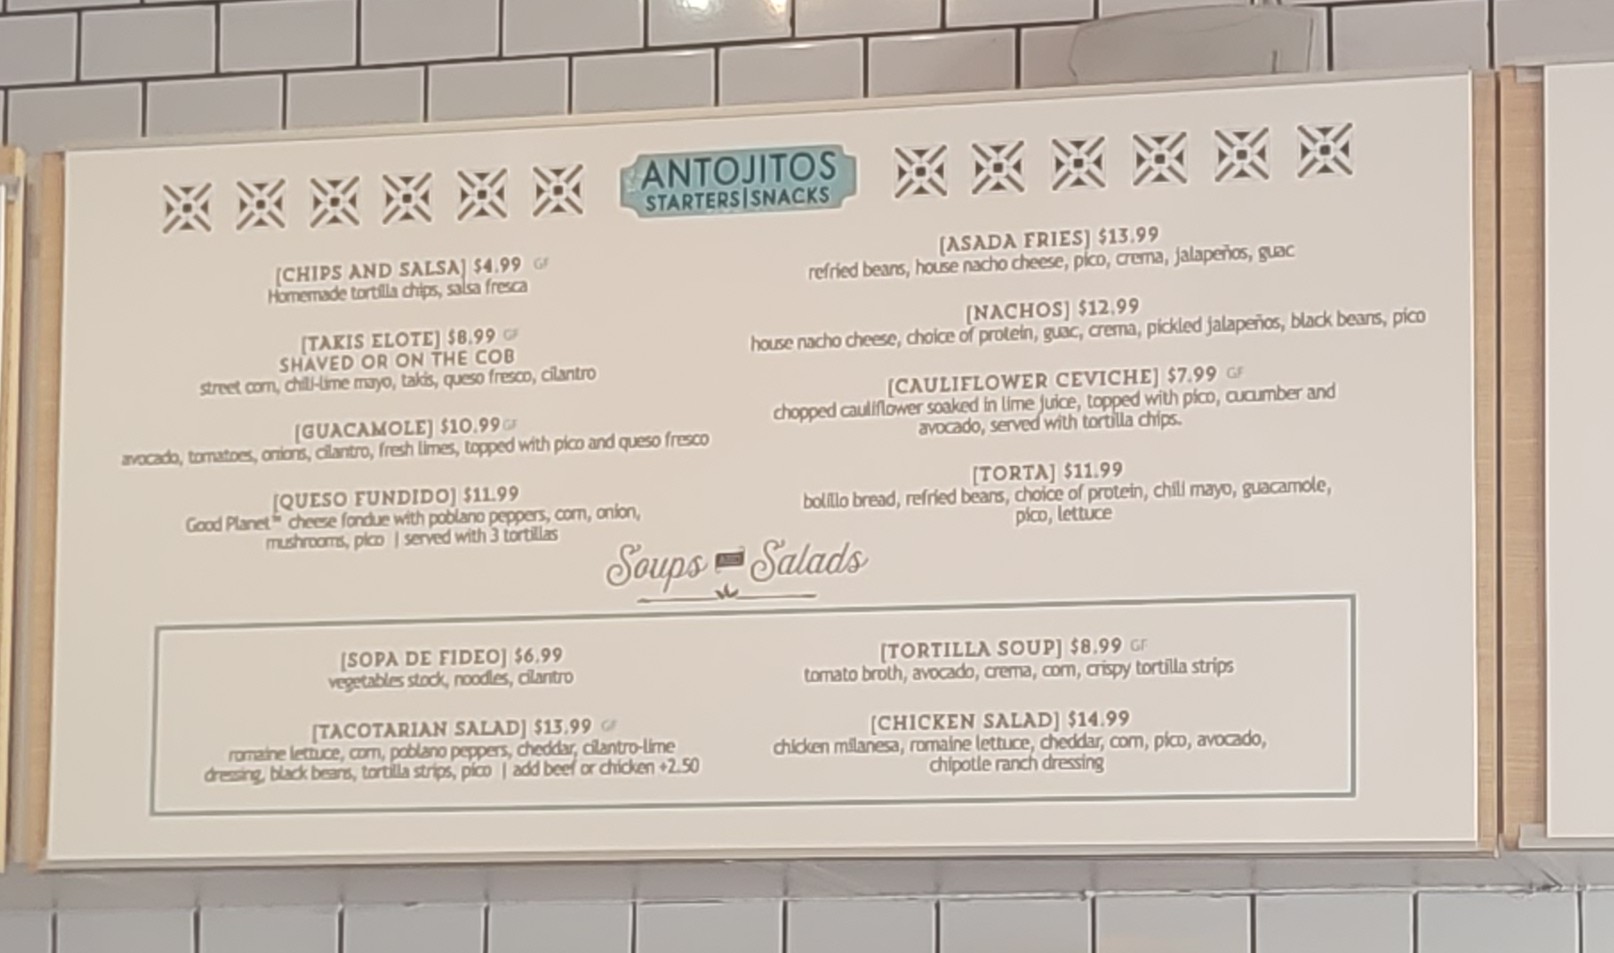 ANTOJITOS
STARTERS|SNACKS
[CHIPS AND SALSA] $4.99 GF
Homemade tortilla chips, salsa fresca
[TAKIS ELOTE] $8.99 GF
SHAVED OR ON THE COB
street corn, chili-lime mayo, takis, queso fresco, cilantro
[GUACAMOLE] $10.99 GF
avocado, tomatoes, onions, cilantro, fresh limes, topped with pico and queso fresco
[QUESO FUNDIDO] $11.99
Good Planet™ cheese fondue with poblano peppers, corn, onion,
mushrooms, pico | served with 3 tortillas
[ASADA FRIES] $13.99
refried beans, house nacho cheese, pico, crema, jalapeños, guac
[NACHOS] $12.99
house nacho cheese, choice of protein, guac, crema, pickled jalapeños, black beans, pico
[CAULIFLOWER CEVICHE] $7.99 GF
chopped cauliflower soaked in lime juice, topped with pico, cucumber and
avocado, served with tortilla chips.
[TORTA] $11.99
bolillo bread, refried beans, choice of protein, chili mayo, guacamole,
pico, lettuce
Soups Salads
[SOPA DE FIDEO] $6.99
vegetables stock, noodles, cilantro
[TACOTARIAN SALAD] $13.99 GF
romaine lettuce, corn, poblano peppers, cheddar, cilantro-lime
dressing, black beans, tortilla strips, pico | add beef or chicken +2.50
[TORTILLA SOUP] $8.99 GF
tomato broth, avocado, crema, corn, crispy tortilla strips
[CHICKEN SALAD] $14.99
chicken milanesa, romaine lettuce, cheddar, corn, pico, avocado,
chipotle ranch dressing